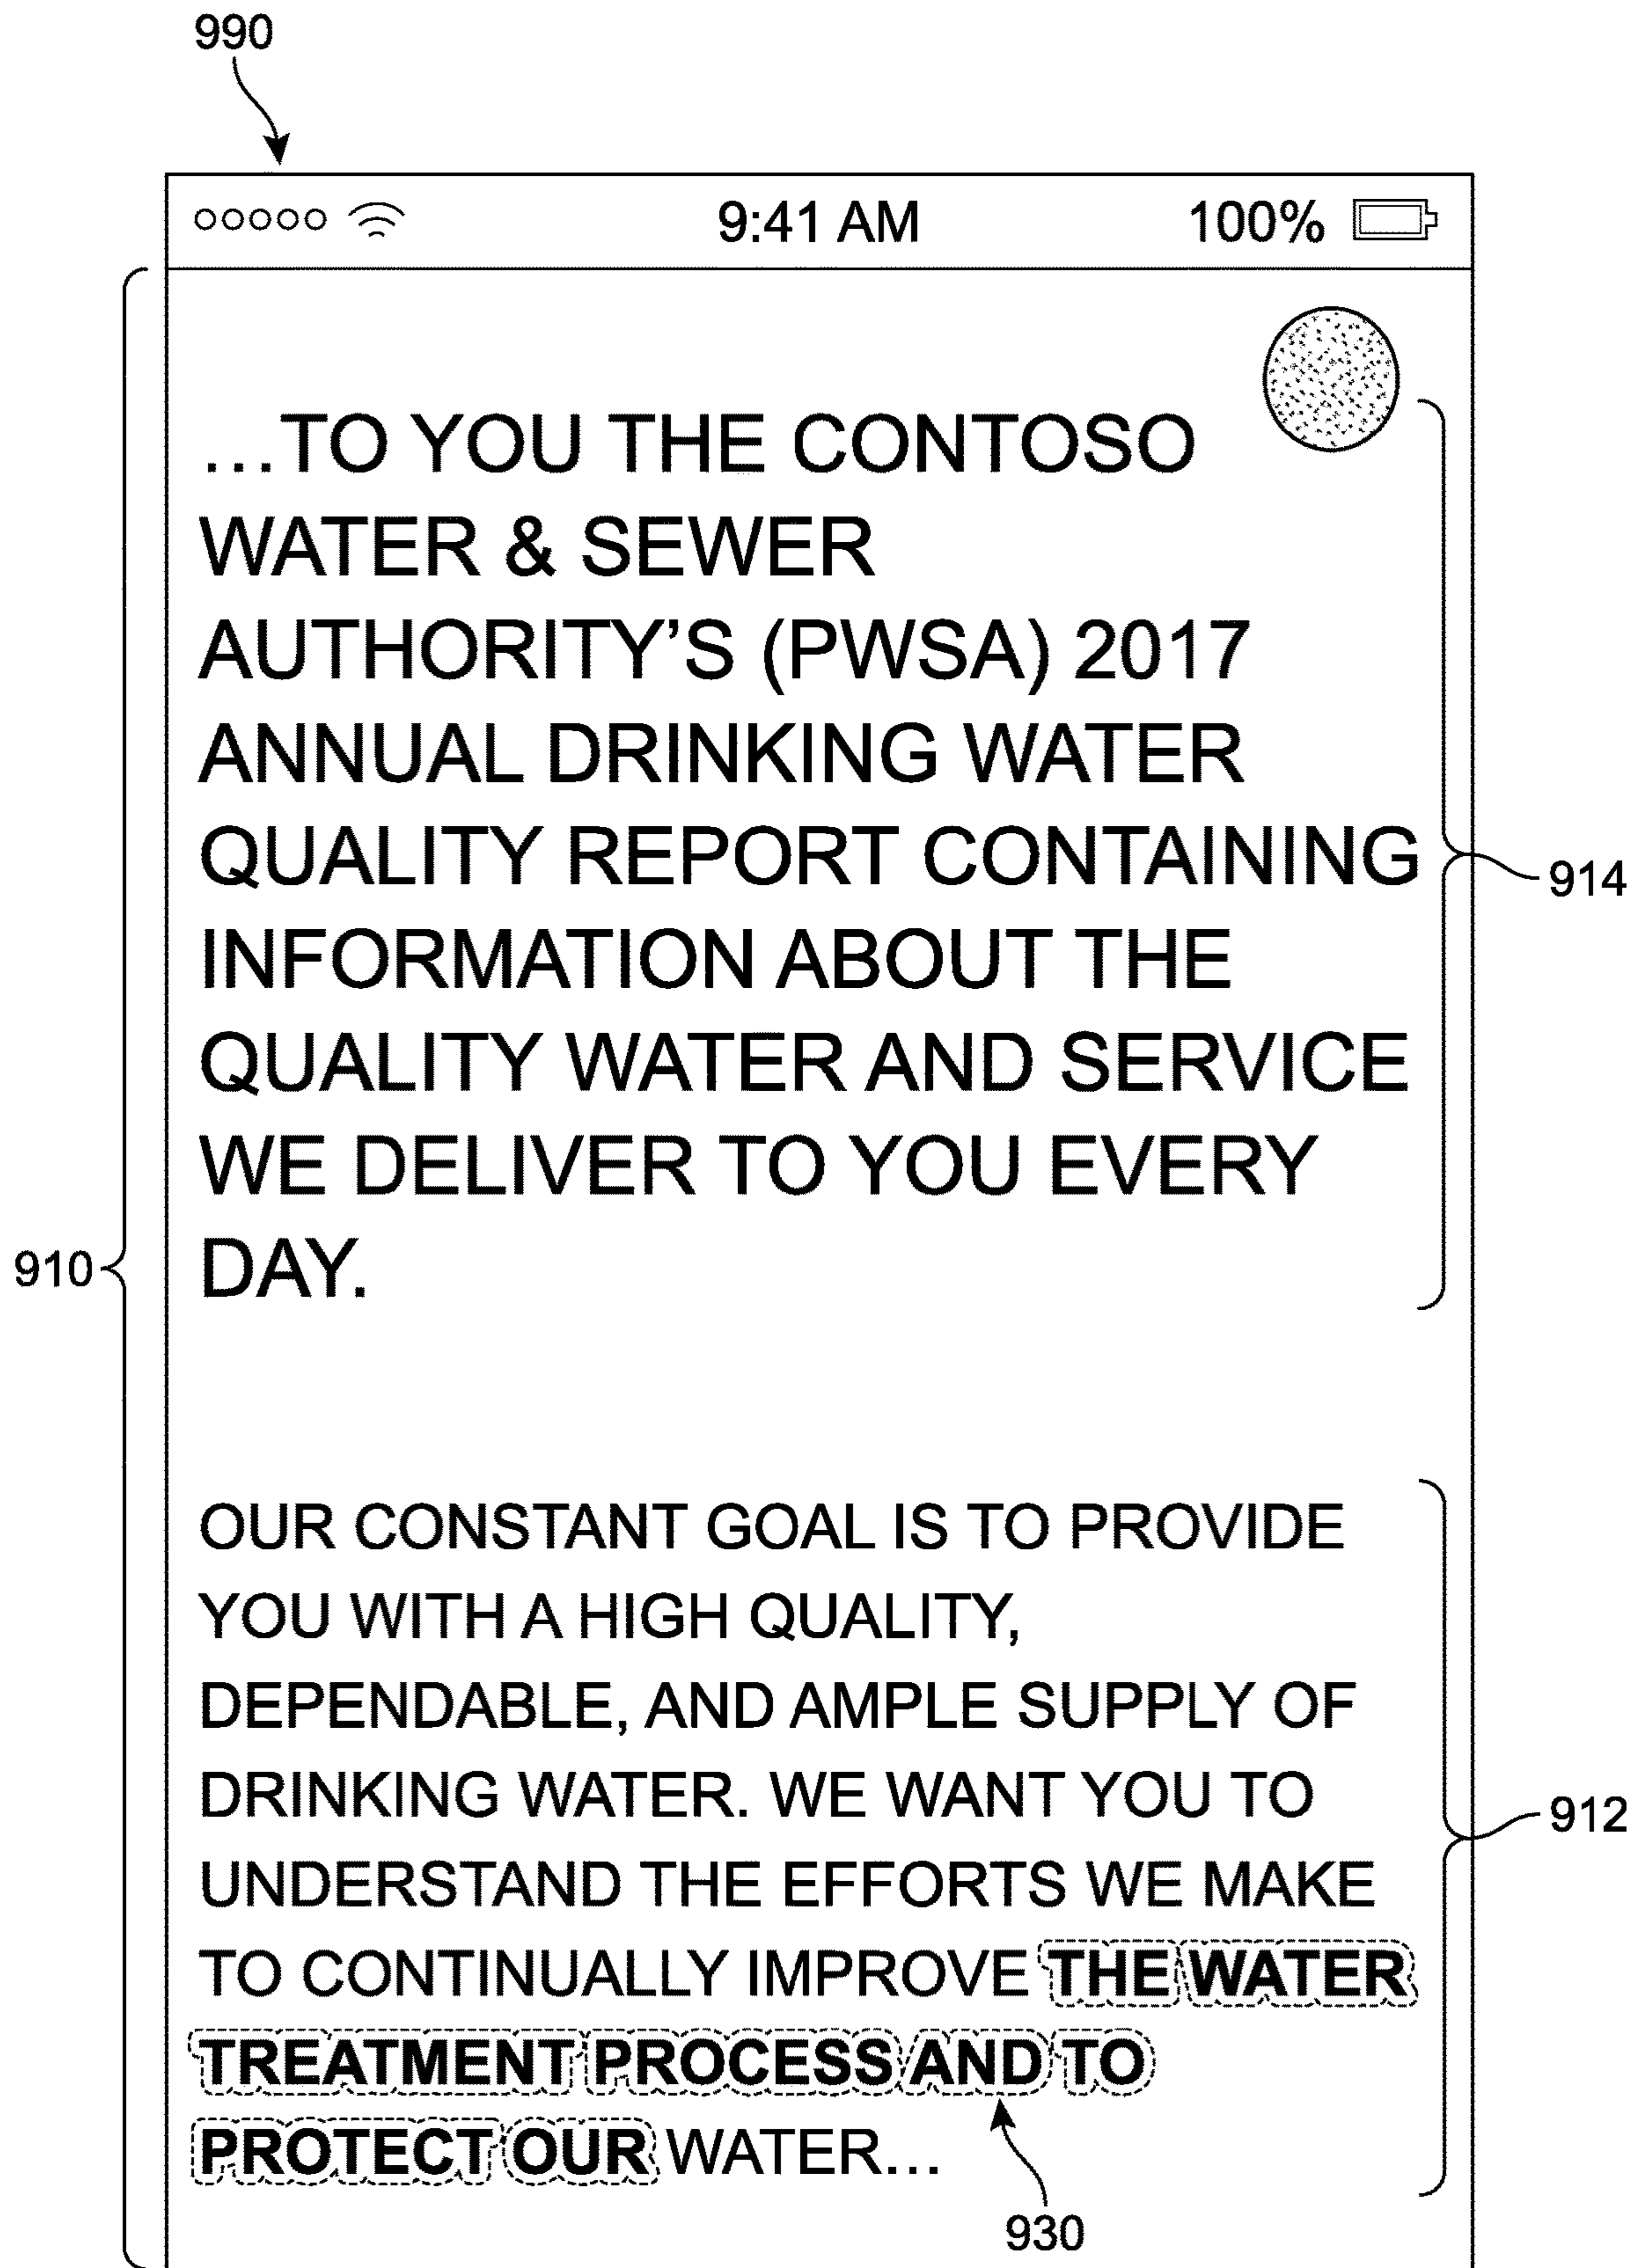 990
9:41 AM 100%
...TO YOU THE CONTOSO
WATER & SEWER
AUTHORITY'S (PWSA) 2017
ANNUAL DRINKING WATER
QUALITY REPORT CONTAINING
914
INFORMATION ABOUT THE
QUALITY WATER AND SERVICE
WE DELIVER TO YOU EVERY
DAY.
910
OUR CONSTANT GOAL IS TO PROVIDE
YOU WITH A HIGH QUALITY,
DEPENDABLE, AND AMPLE SUPPLY OF
DRINKING WATER. WE WANT YOU TO
912
UNDERSTAND THE EFFORTS WE MAKE
TO CONTINUALLY IMPROVE THE WATER
TREATMENT PROCESS AND TO
PROTECT OUR WATER...
930